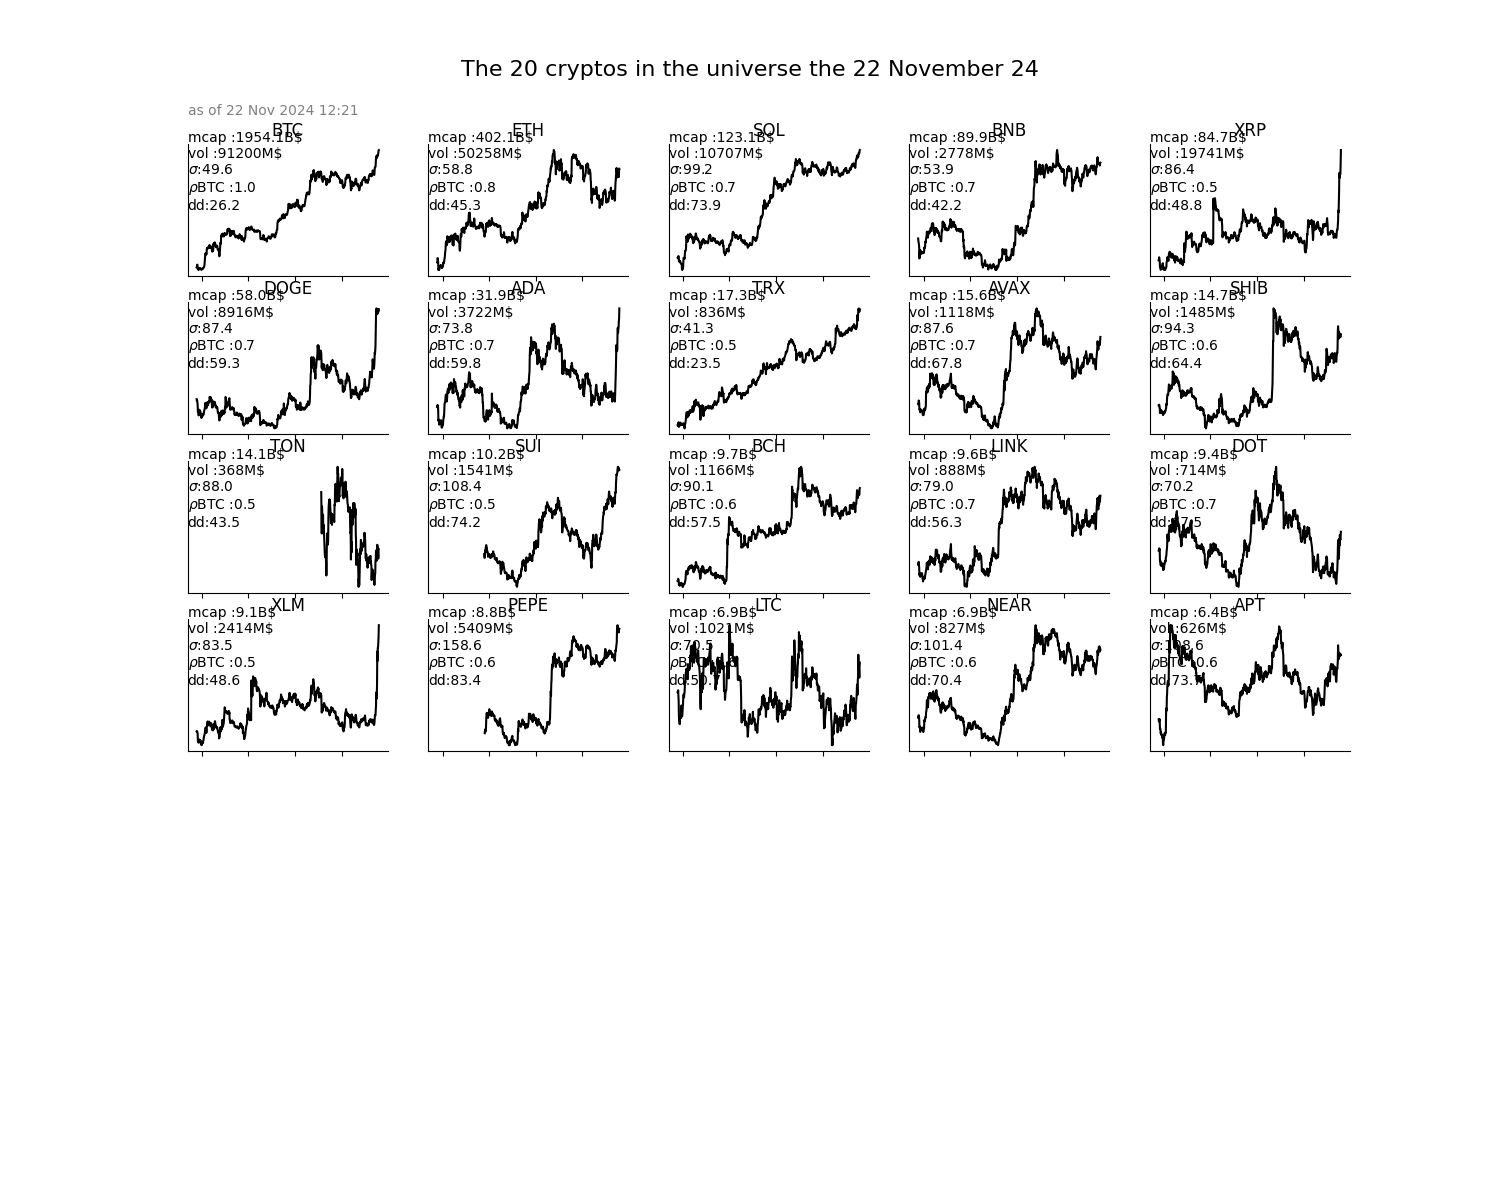 The 20 cryptos in the universe the 22 November 24
as of 22 Nov 2024 12:21
BTC
mcap :1954.1B$
vol :91200M$
σ:49.6
ρBTC :1.0
dd:26.2
ETH
mcap :402.1B$
vol :50258M$
σ:58.8
ρBTC :0.8
dd:45.3
SOL
mcap :123.1B$
vol :10707M$
σ:99.2
ρBTC :0.7
dd:73.9
BNB
mcap :89.9B$
vol :2778M$
σ:53.9
ρBTC :0.7
dd:42.2
XRP
mcap :84.7B$
vol :19741M$
σ:86.4
ρBTC :0.5
dd:48.8
DOGE
mcap :58.0B$
vol :8916M$
σ:87.4
ρBTC :0.7
dd:59.3
ADA
mcap :31.9B$
vol :3722M$
σ:73.8
ρBTC :0.7
dd:59.8
TRX
mcap :17.3B$
vol :836M$
σ:41.3
ρBTC :0.5
dd:23.5
AVAX
mcap :15.6B$
vol :1118M$
σ:87.6
ρBTC :0.7
dd:67.8
SHIB
mcap :14.7B$
vol :1485M$
σ:94.3
ρBTC :0.6
dd:64.4
TON
mcap :14.1B$
vol :368M$
σ:88.0
ρBTC :0.5
dd:43.5
SUI
mcap :10.2B$
vol :1541M$
σ:108.4
ρBTC :0.5
dd:74.2
BCH
mcap :9.7B$
vol :1166M$
σ:90.1
ρBTC :0.6
dd:57.5
LINK
mcap :9.6B$
vol :888M$
σ:79.0
ρBTC :0.7
dd:56.3
DOT
mcap :9.4B$
vol :714M$
σ:70.2
ρBTC :0.7
XLM
mcap :9.1B$
vol :2414M$
σ:83.5
ρBTC :0.5
dd:48.6
PEPE
mcap :8.8B$
vol :5409M$
σ:158.6
ρBTC :0.6
dd:83.4
LTC
mcap :6.9B$
vol :1021M$
σ:70.5
NEAR
mcap :6.9B$
vol :827M$
σ:101.4
ρBTC :0.6
dd:70.4
APT
mcap :6.4B$
vol :626M$
ρBTC :0.6